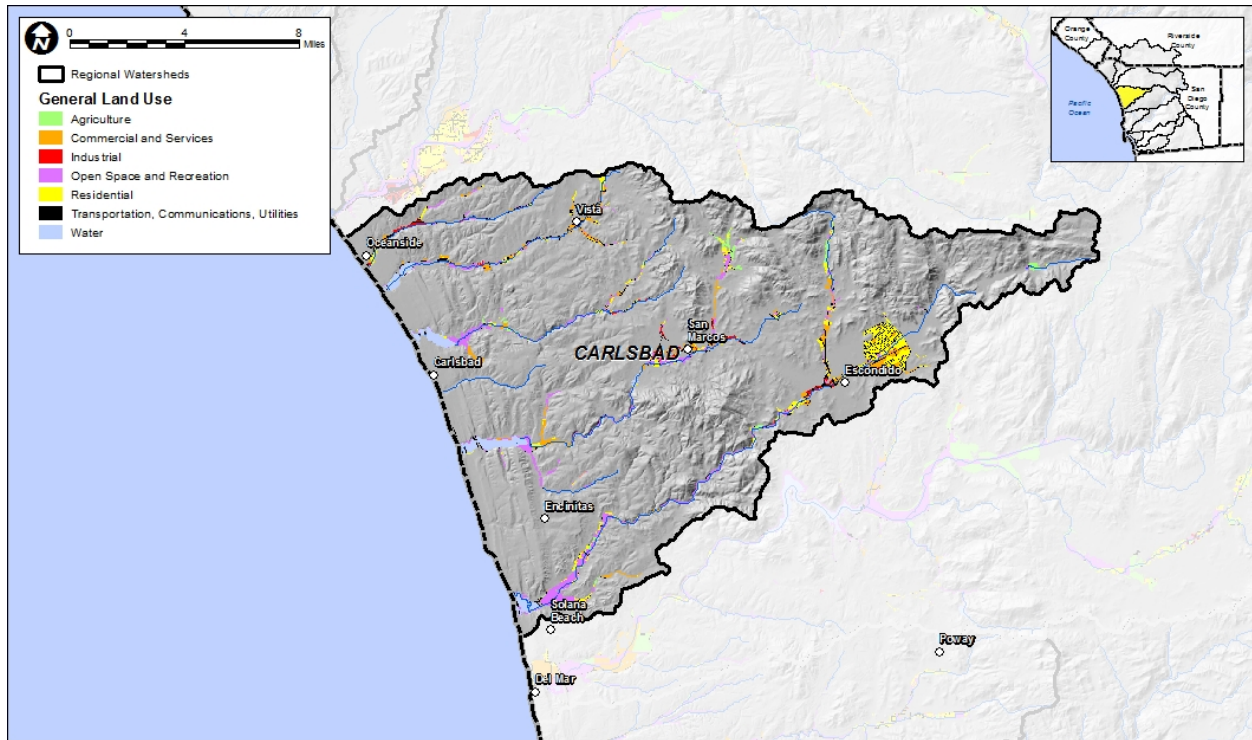 N
0 4 8
Miles
Regional Watersheds
General Land Use
Agriculture
Commercial and Services
Industrial
Open Space and Recreation
Residential
Transportation, Communications, Utilities
Water
Orange
County
Riverside
County
San
Diego
County
Pacific
Ocean
Vista
Oceanside
San
Marcos
CARLSBAD
Carlsbad
Escondido
Encinitas
Solana
Beach
Poway
Del Mar